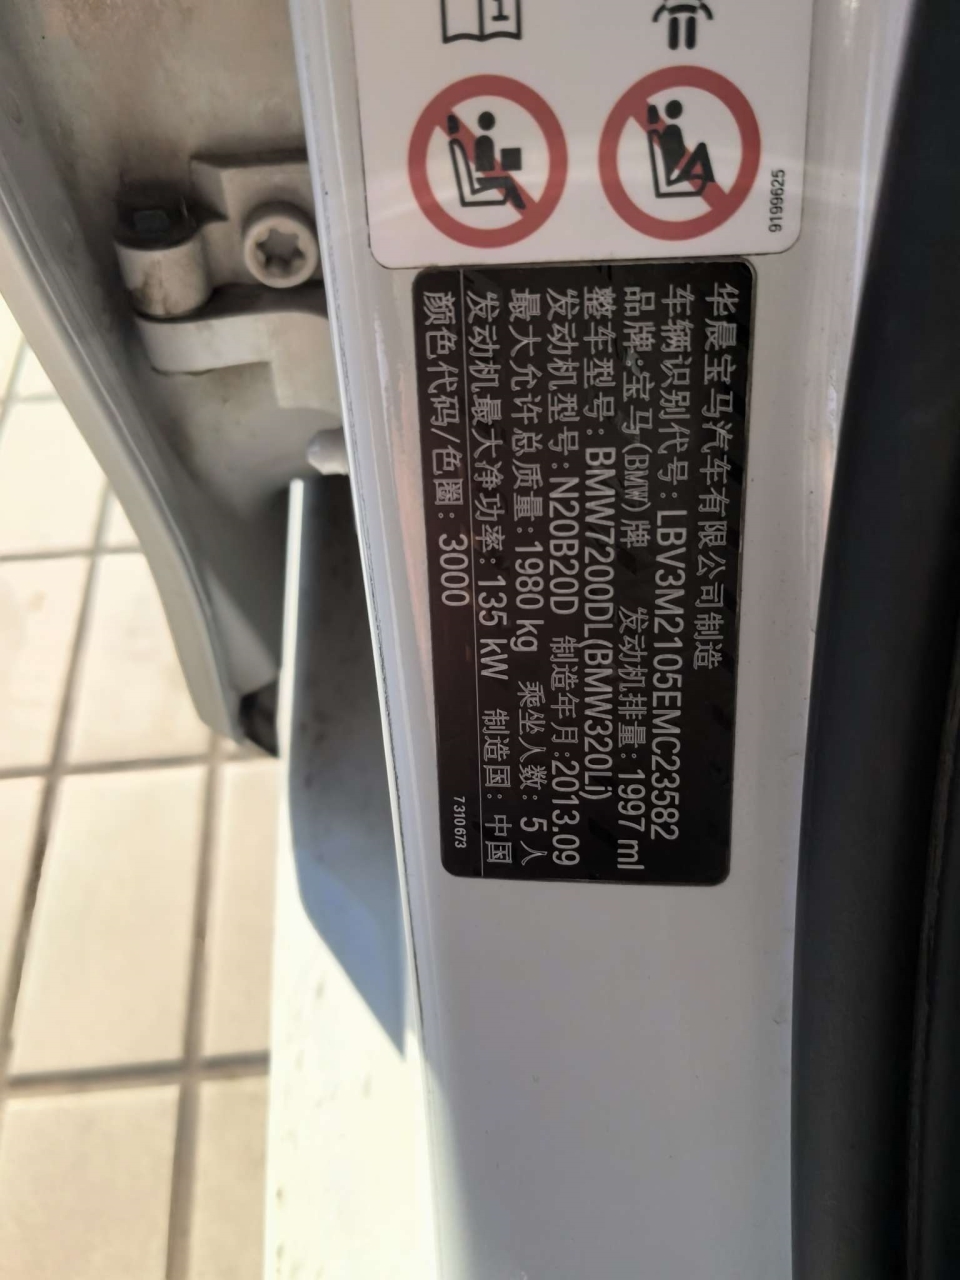 9199625
华晨宝马汽车有限公司制造
车辆识别代号:LBV3M2105EMC23582
品牌:宝马(BMW)牌 发动机排量:1997 ml
整车型号:BMW7200DL(BMW320Li)
发动机型号:N20B20D 制造年月:2013.09
最大允许总质量:1980 kg 乘坐人数:5人
发动机最大净功率:135 kW 制造国:中国
颜色代码/色圈:3000
7310673